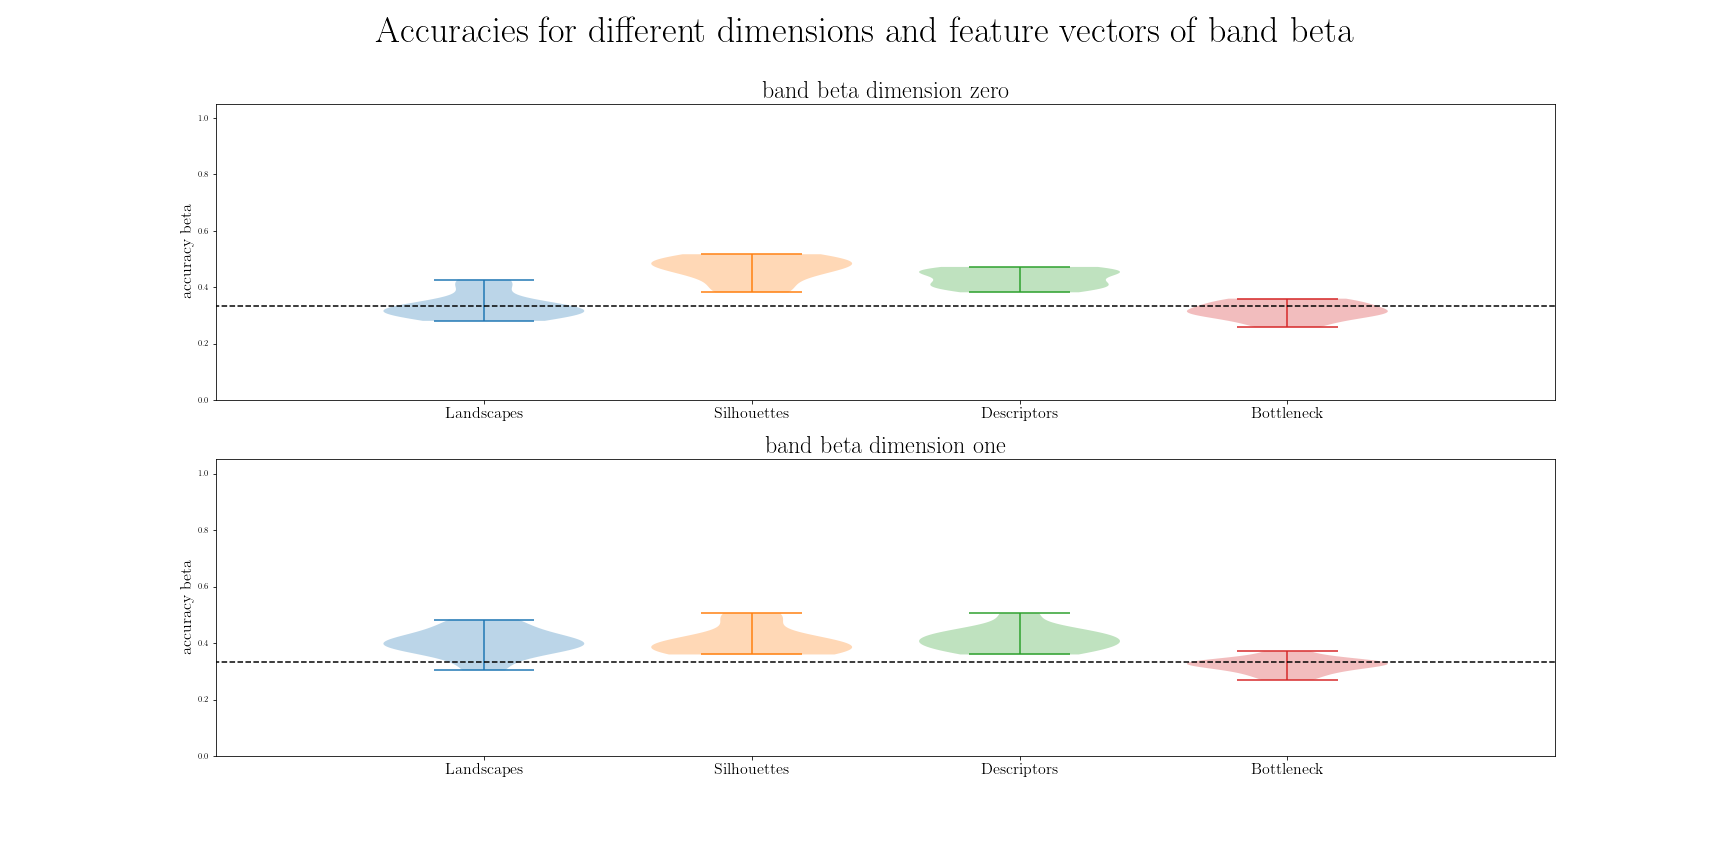 Accuracies for different dimensions and feature vectors of band beta
band beta dimension zero
accuracy beta
1.0
0.8
0.6
0.4
0.2
0.0
Landscapes Silhouettes Descriptors Bottleneck
band beta dimension one
accuracy beta
1.0
0.8
0.6
0.4
0.2
0.0
Landscapes Silhouettes Descriptors Bottleneck